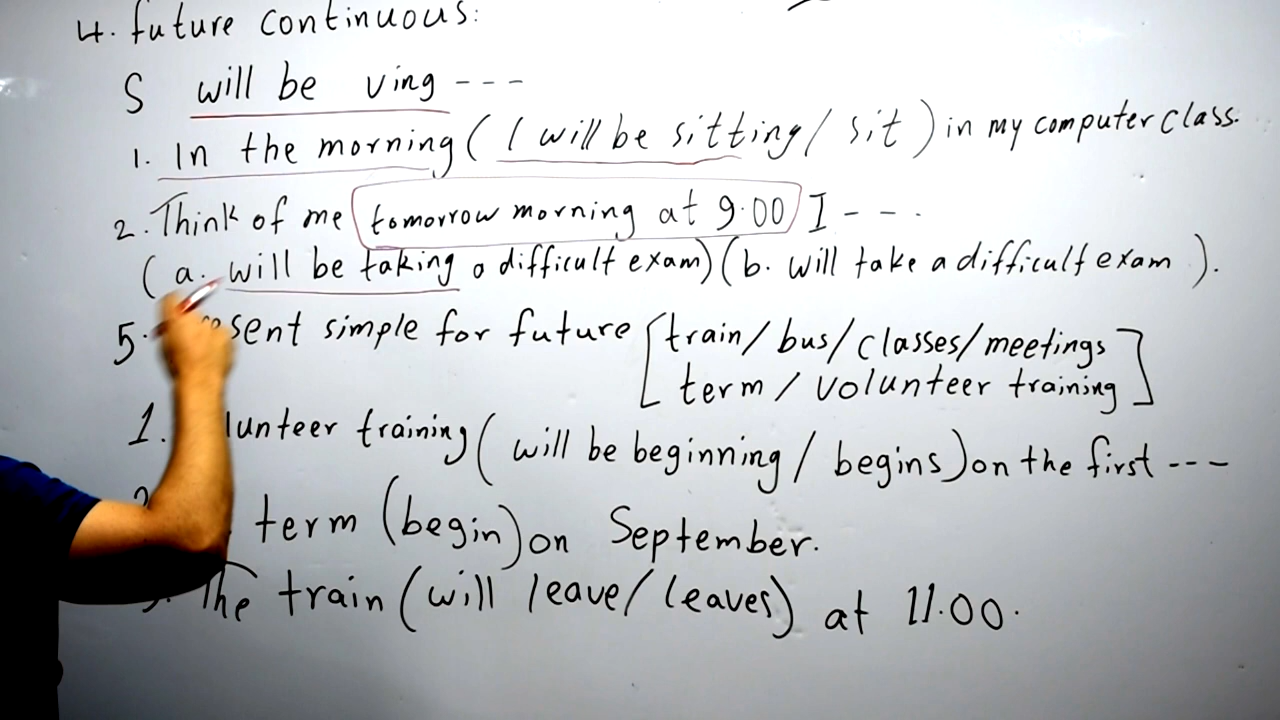 4. future continuous:
S will be ving ---
1. In the morning ( I will be sitting / sit ) in my computer class.
2. Think of me tomorrow morning at 9.00 I ---.
( a. will be taking a difficult exam) (b. will take a difficult exam ).
5. simple for future [ train / bus / classes / meetings
term / volunteer training ]
1. training ( will be beginning / begins ) on the first ---
term (begin) on September.
The train ( will leave / leaves) at 11.00.